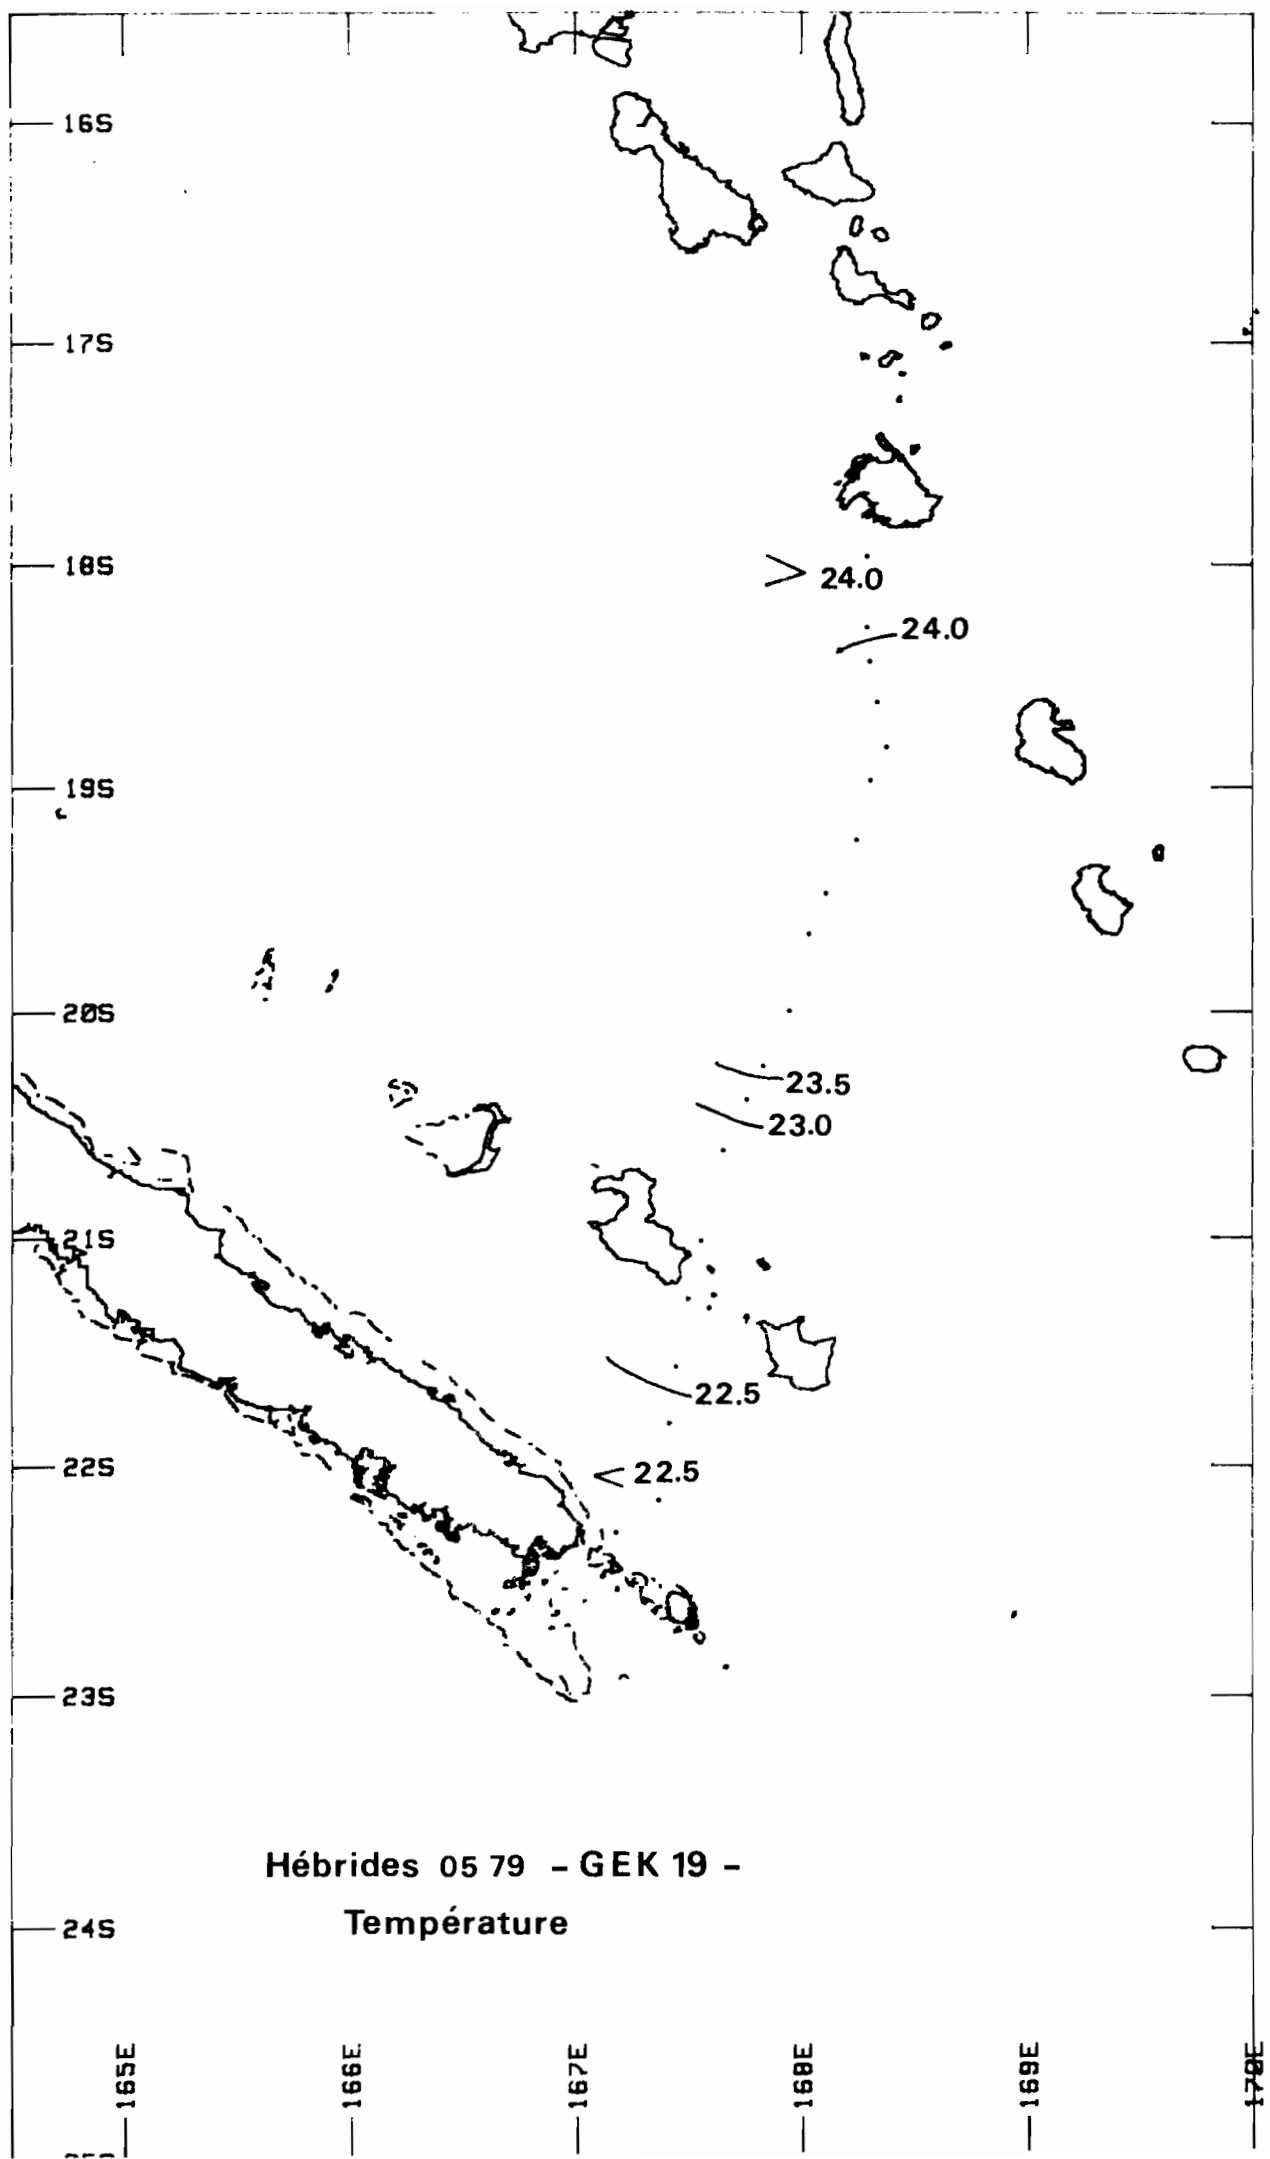 16S
17S
18S
> 24.0
24.0
19S
20S
23.5
23.0
21S
22.5
22S
< 22.5
23S
Hébrides 05 79 – GEK 19 –
Température
24S
165E
166E
167E
168E
169E
170E